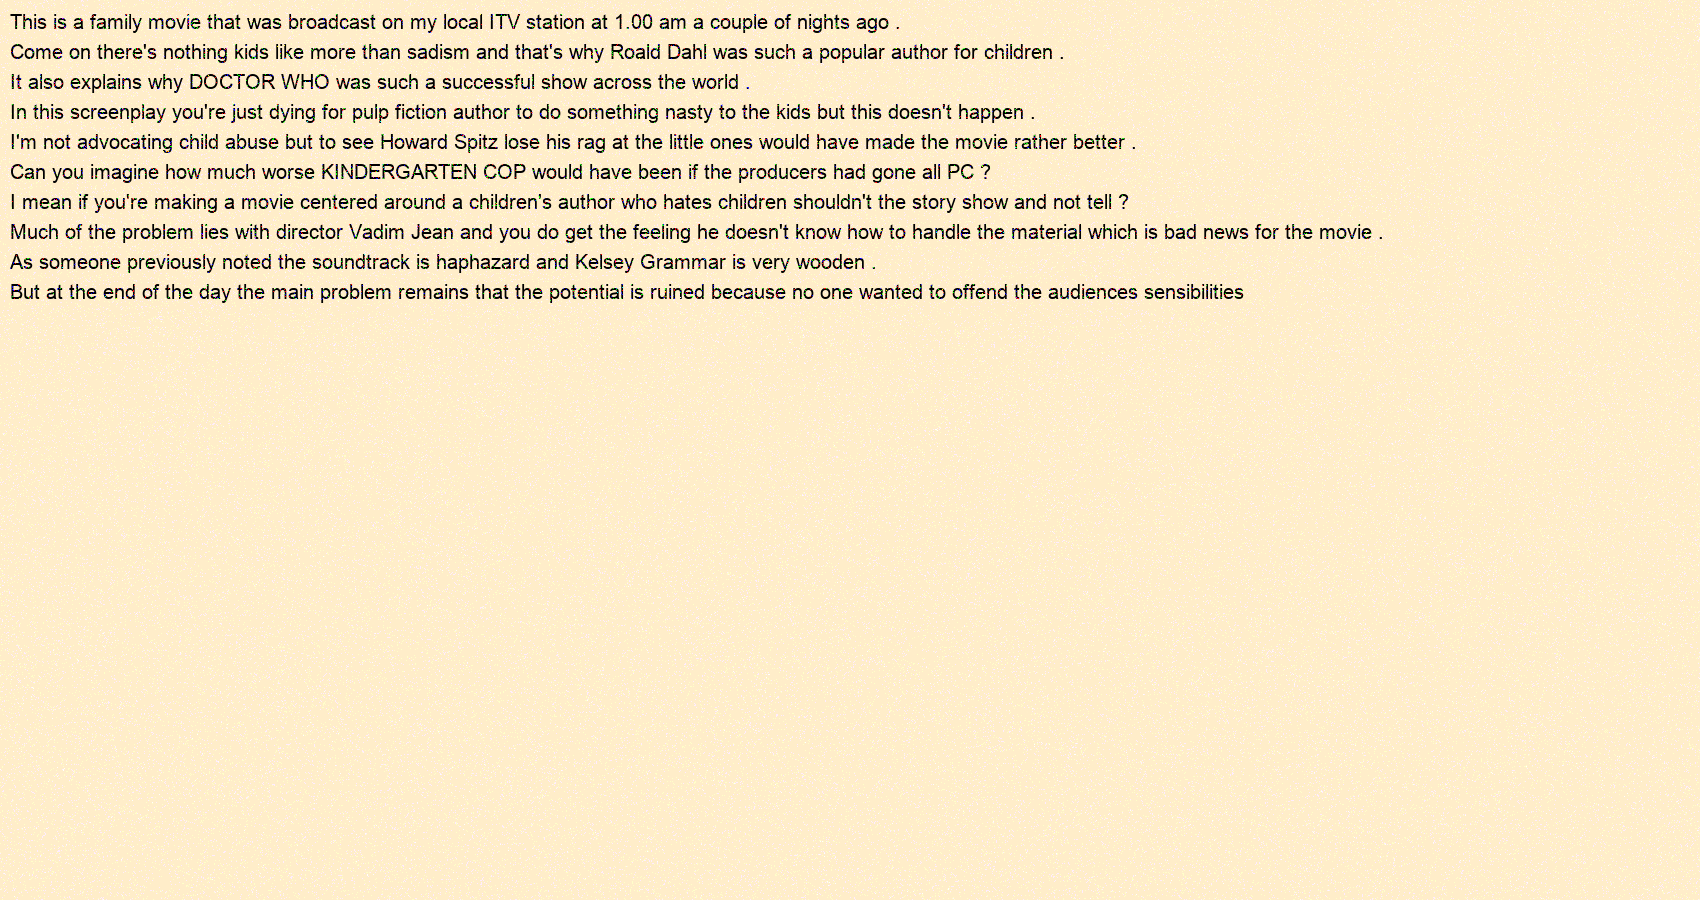 This is a family movie that was broadcast on my local ITV station at 1.00 am a couple of nights ago .
Come on there's nothing kids like more than sadism and that's why Roald Dahl was such a popular author for children .
It also explains why DOCTOR WHO was such a successful show across the world .
In this screenplay you're just dying for pulp fiction author to do something nasty to the kids but this doesn't happen .
I'm not advocating child abuse but to see Howard Spitz lose his rag at the little ones would have made the movie rather better .
Can you imagine how much worse KINDERGARTEN COP would have been if the producers had gone all PC ?
I mean if you're making a movie centered around a children’s author who hates children shouldn't the story show and not tell ?
Much of the problem lies with director Vadim Jean and you do get the feeling he doesn't know how to handle the material which is bad news for the movie .
As someone previously noted the soundtrack is haphazard and Kelsey Grammar is very wooden .
But at the end of the day the main problem remains that the potential is ruined because no one wanted to offend the audiences sensibilities